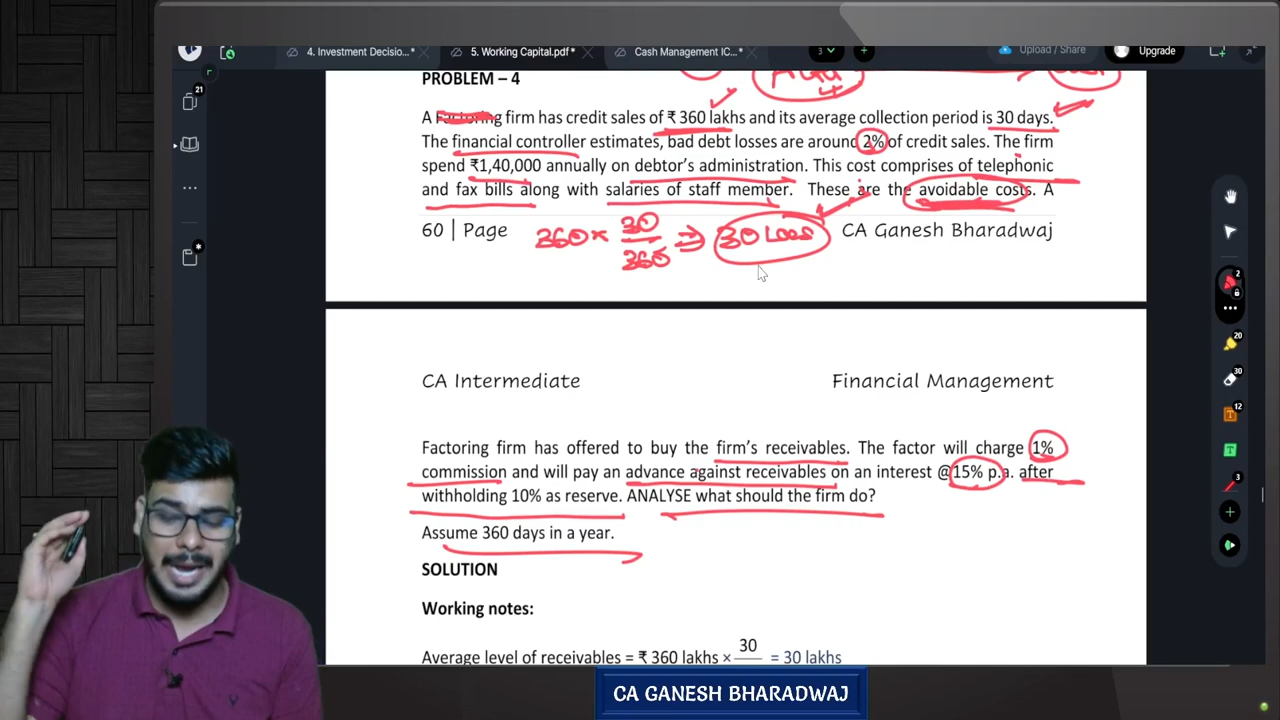 4. Investment Decisio...*
5. Working Capital.pdf*
Cash Management IC...*
3
Upload / Share
Upgrade
21
PROBLEM – 4
A Factoring firm has credit sales of ₹ 360 lakhs and its average collection period is 30 days.
The financial controller estimates, bad debt losses are around 2% of credit sales. The firm
spend ₹1,40,000 annually on debtor's administration. This cost comprises of telephonic
and fax bills along with salaries of staff member. These are the avoidable costs. A
60 | Page
360 × 30/360 ⇒ 30 Lacs
CA Ganesh Bharadwaj
CA Intermediate
Financial Management
Factoring firm has offered to buy the firm's receivables. The factor will charge 1%
commission and will pay an advance against receivables on an interest @15% p.a. after
withholding 10% as reserve. ANALYSE what should the firm do?
Assume 360 days in a year.
SOLUTION
Working notes:
30
Average level of receivables = ₹ 360 lakhs × = 30 lakhs
2
20
30
12
3
CA GANESH BHARADWAJ